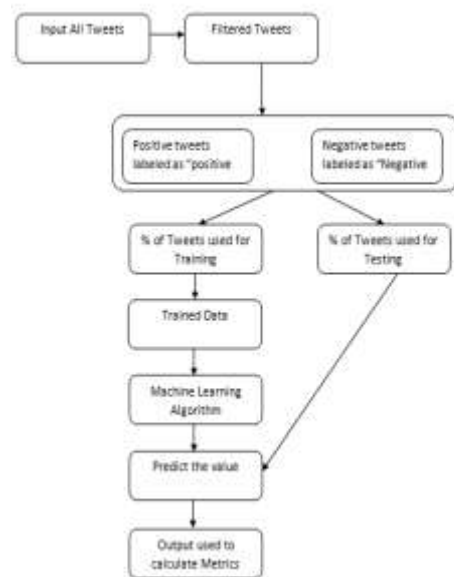 Input All Tweets
Filtered Tweets
Positive tweets
labeled as "positive
Negative tweets
labeled as "Negative
% of Tweets used for
Training
% of Tweets used for
Testing
Trained Data
Machine Learning
Algorithm
Predict the value
Output used to
calculate Metrics